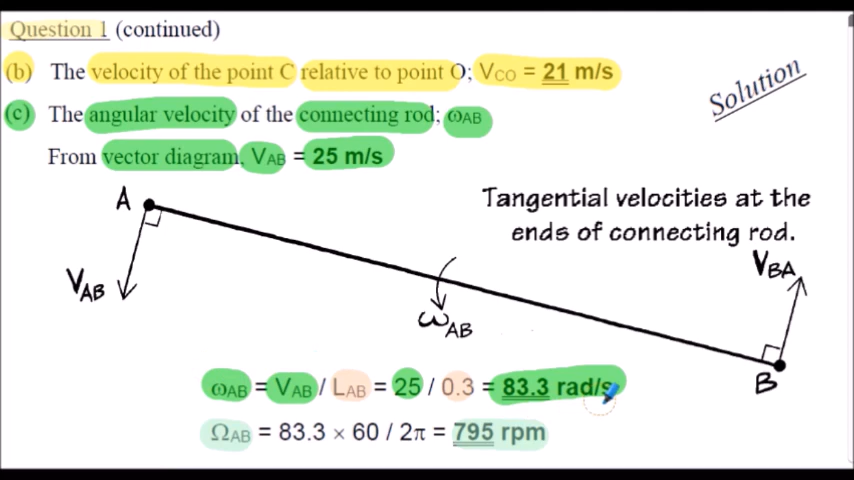 Question 1 (continued)
(b) The velocity of the point C relative to point O; VCO = 21 m/s
Solution
(c) The angular velocity of the connecting rod; ωAB
From vector diagram, VAB = 25 m/s
Tangential velocities at the
ends of connecting rod.
A
VAB
ωAB
VBA
B
ωAB = VAB / LAB = 25 / 0.3 = 83.3 rad/s
ΩAB = 83.3 × 60 / 2π = 795 rpm